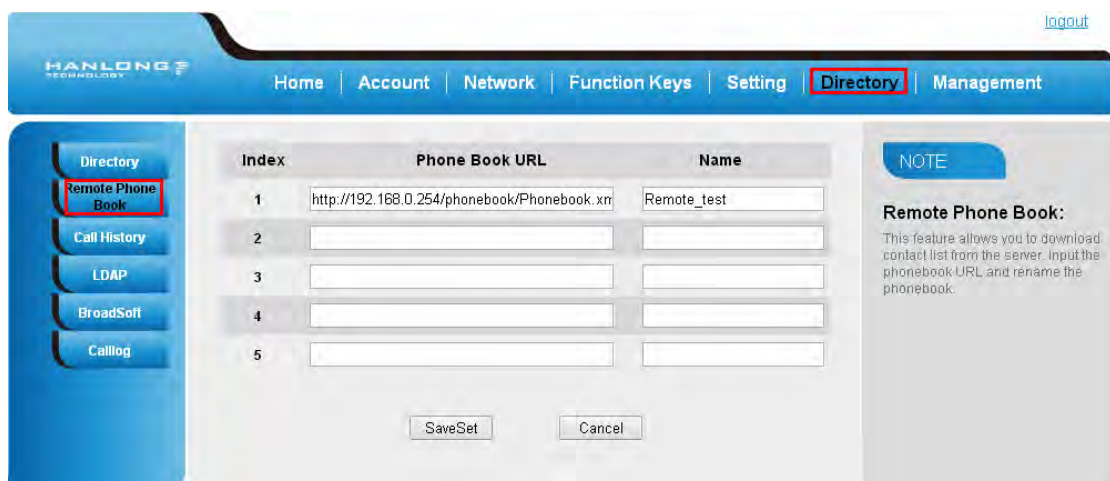 logout
HANLONG
TECHNOLOGY
Home Account Network Function Keys Setting Directory Management
Directory
Remote Phone
Book
Call History
LDAP
BroadSoft
Calllog
Index Phone Book URL Name
1 http://192.168.0.254/phonebook/Phonebook.xm Remote_test
2
3
4
5
SaveSet Cancel
NOTE
Remote Phone Book:
This feature allows you to download
contact list from the server. Input the
phonebook URL and rename the
phonebook.